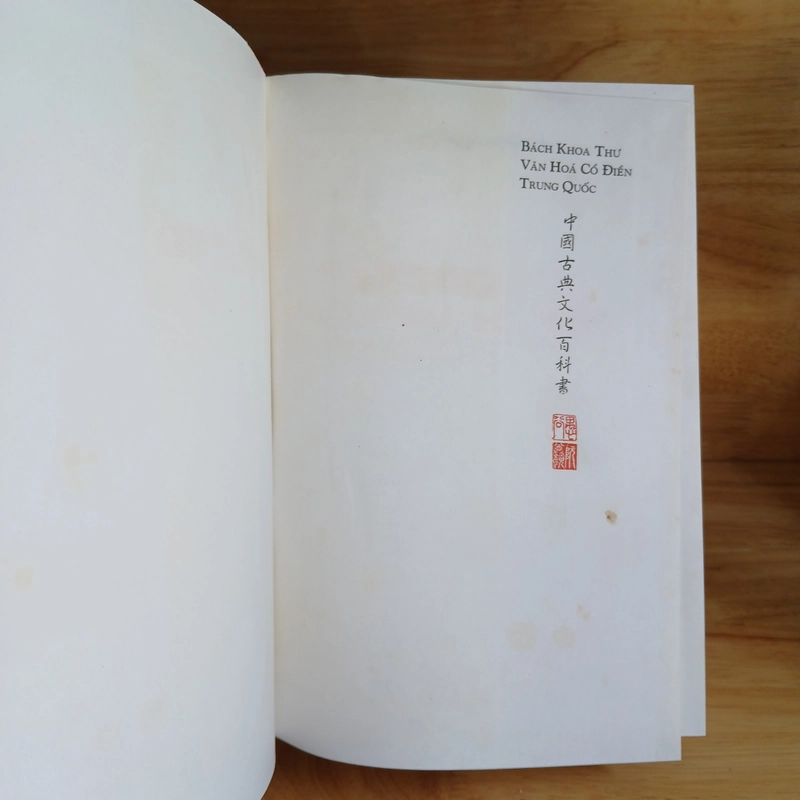 BÁCH KHOA THƯ
VĂN HOÁ CỔ ĐIỂN
TRUNG QUỐC
中國古典文化百科書